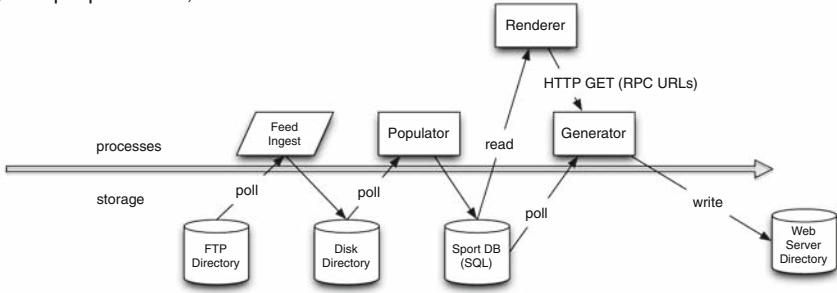 Renderer
HTTP GET (RPC URLs)
Feed
Ingest
Populator
Generator
processes
read
storage
poll
poll
poll
write
FTP
Directory
Disk
Directory
Sport DB
(SQL)
Web
Server
Directory